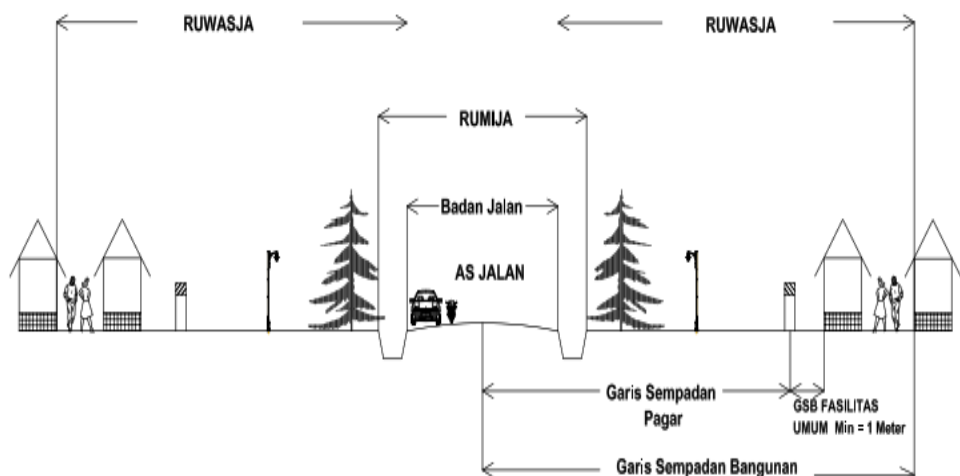 RUWASJA
RUWASJA
RUMIJA
Badan Jalan
AS JALAN
Garis Sempadan
Pagar
GSB FASILITAS
UMUM Min = 1 Meter
Garis Sempadan Bangunan